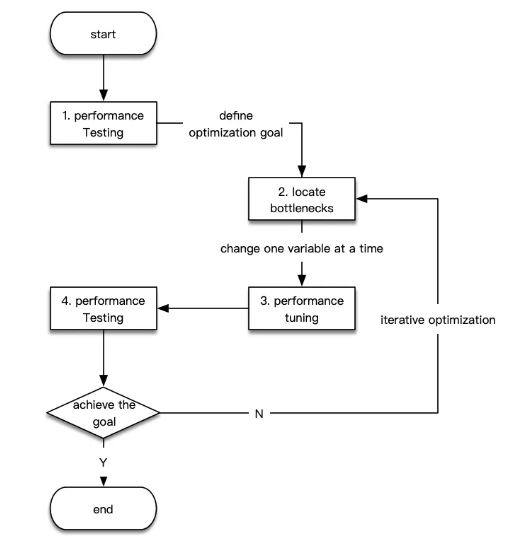 start
1. performance
Testing
define
optimization goal
2. locate
bottlenecks
change one variable at a time
4. performance
Testing
3. performance
tuning
iterative optimization
achieve the
goal
N
Y
end